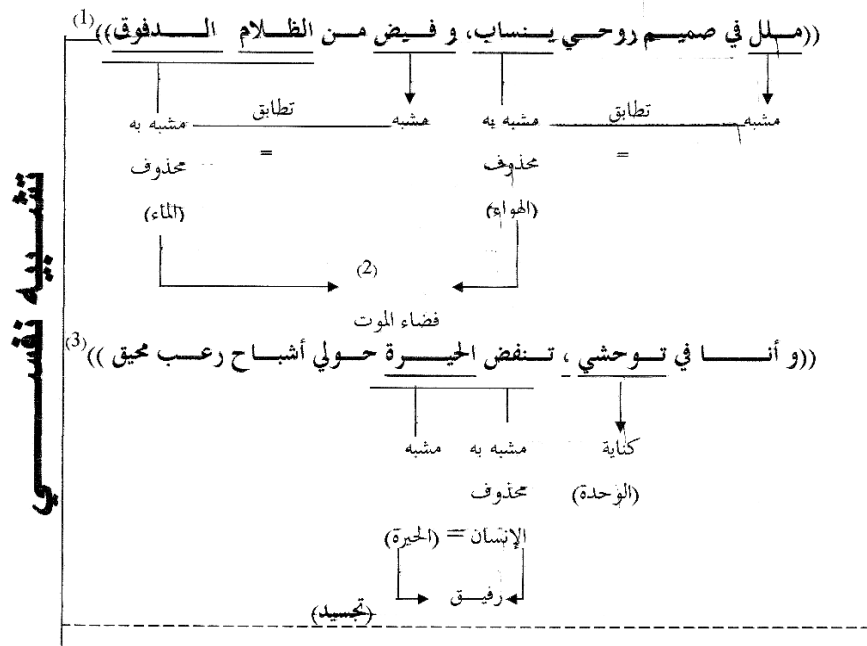 ((ملل في صميم روحي ينساب، و فيض من الظلام الدفوق))(1)
مشبه تطابق مشبه به مشبه تطابق مشبه به
= =
محذوف محذوف
(الهواء) (الماء)
(2)
فضاء الموت
((و أنا في توحشي ، تنفض الحيرة حولي أشباح رعب محيق ))(3)
كناية مشبه به مشبه
(الوحدة) محذوف
الإنسان = (الحيرة)
رفيق
(تجسيد)
تشبيه نفسي